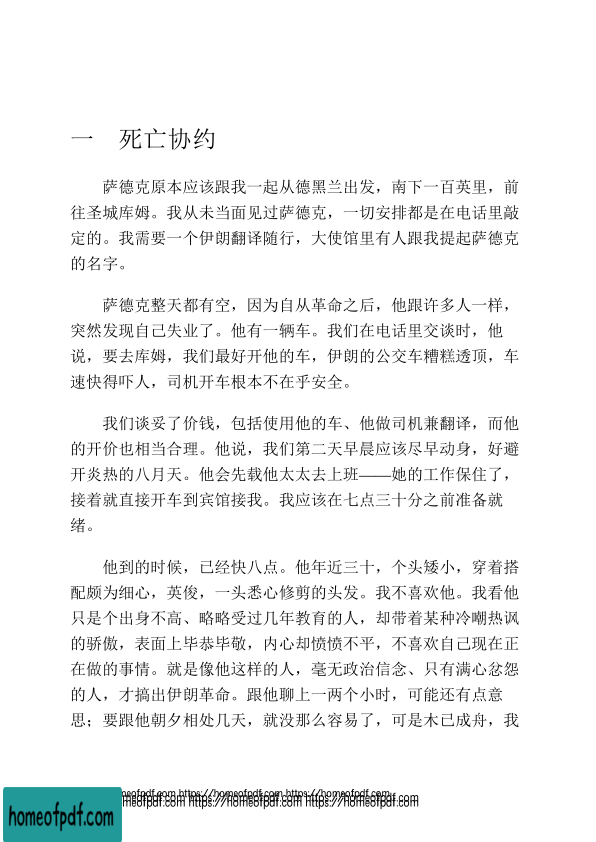 一 死亡协约
萨德克原本应该跟我一起从德黑兰出发，南下一百英里，前
往圣城库姆。我从未当面见过萨德克，一切安排都是在电话里敲
定的。我需要一个伊朗翻译随行，大使馆里有人跟我提起萨德克
的名字。
萨德克整天都有空，因为自从革命之后，他跟许多人一样，
突然发现自己失业了。他有一辆车。我们在电话里交谈时，他
说，要去库姆，我们最好开他的车，伊朗的公交车糟糕透顶，车
速快得吓人，司机开车根本不在乎安全。
我们谈妥了价钱，包括使用他的车、他做司机兼翻译，而他
的开价也相当合理。他说，我们第二天早晨应该尽早动身，好避
开炎热的八月天。他会先载他太太去上班——她的工作保住了，
接着就直接开车到宾馆接我。我应该在七点三十分之前准备就
绪。
他到的时候，已经快八点。他年近三十，个头矮小，穿着搭
配颇为细心，英俊，一头悉心修剪的头发。我不喜欢他。我看他
只是个出身不高、略略受过几年教育的人，却带着某种冷嘲热讽
的骄傲，表面上毕恭毕敬，内心却愤愤不平，不喜欢自己现在正
在做的事情。就是像他这样的人，毫无政治信念、只有满心忿怨
的人，才搞出伊朗革命。跟他聊上一两个小时，可能还有点意
思；要跟他朝夕相处几天，就没那么容易了，可是木已成舟，我
homeofpdf.com https://homeofpdf.com https://homeofpdf.com
homeofpdf.com https://homeofpdf.com https://homeofpdf.com
homeofpdf.com